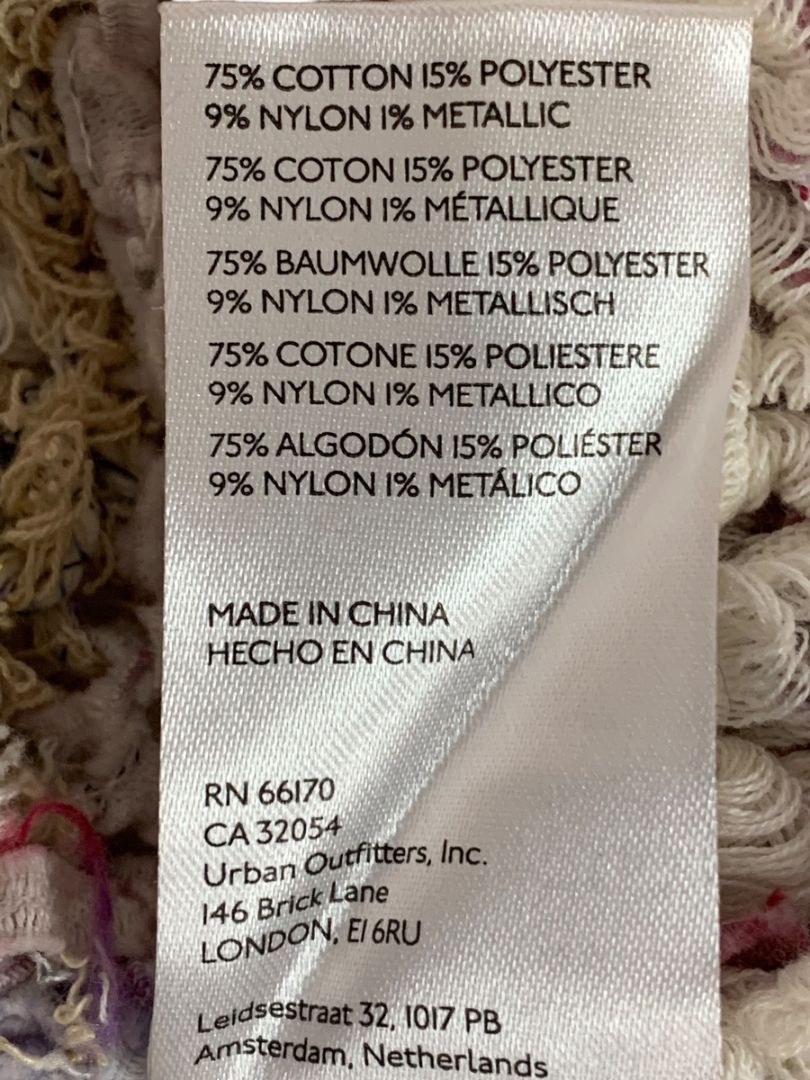 75% COTTON 15% POLYESTER
9% NYLON 1% METALLIC
75% COTON 15% POLYESTER
9% NYLON 1% MÉTALLIQUE
75% BAUMWOLLE 15% POLYESTER
9% NYLON 1% METALLISCH
75% COTONE 15% POLIESTERE
9% NYLON 1% METALLICO
75% ALGODÓN 15% POLIÉSTER
9% NYLON 1% METÁLICO
MADE IN CHINA
HECHO EN CHINA
RN 66170
CA 32054
Urban Outfitters, Inc.
146 Brick Lane
LONDON, E1 6RU
Leidsestraat 32, 1017 PB
Amsterdam, Netherlands